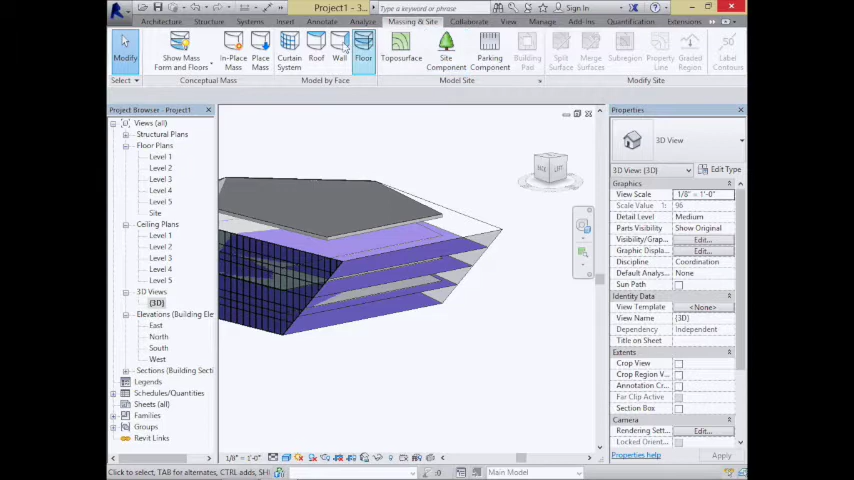 Project1 - 3...
Type a keyword or phrase
Sign In
Architecture Structure Systems Insert Annotate Analyze Massing & Site Collaborate View Manage Add-Ins Quantification Extensions
Modify
Show Mass
Form and Floors
In-Place
Mass
Place
Mass
Curtain
System
Roof
Wall
Floor
Toposurface
Site
Component
Parking
Component
Building
Pad
Split
Surface
Merge
Surfaces
Subregion
Property
Line
Graded
Region
Label
Contours
Select
Conceptual Mass
Model by Face
Model Site
Modify Site
Project Browser - Project1
Views (all)
Structural Plans
Floor Plans
Level 1
Level 2
Level 3
Level 4
Level 5
Site
Ceiling Plans
Level 1
Level 2
Level 3
Level 4
Level 5
3D Views
{3D}
Elevations (Building Ele
East
North
South
West
Sections (Building Secti
Legends
Schedules/Quantities
Sheets (all)
Families
Groups
Revit Links
BACK
LEFT
Properties
3D View
3D View: {3D}
Edit Type
Graphics
View Scale 1/8" = 1'-0"
Scale Value 1: 96
Detail Level Medium
Parts Visibility Show Original
Visibility/Grap... Edit...
Graphic Displa... Edit...
Discipline Coordination
Default Analys... None
Sun Path
Identity Data
View Template <None>
View Name {3D}
Dependency Independent
Title on Sheet
Extents
Crop View
Crop Region V...
Annotation Cr...
Far Clip Active
Section Box
Camera
Rendering Sett... Edit...
Locked Orient...
Properties help
Apply
1/8" = 1'-0"
Click to select, TAB for alternates, CTRL adds, SHI
:0
Main Model